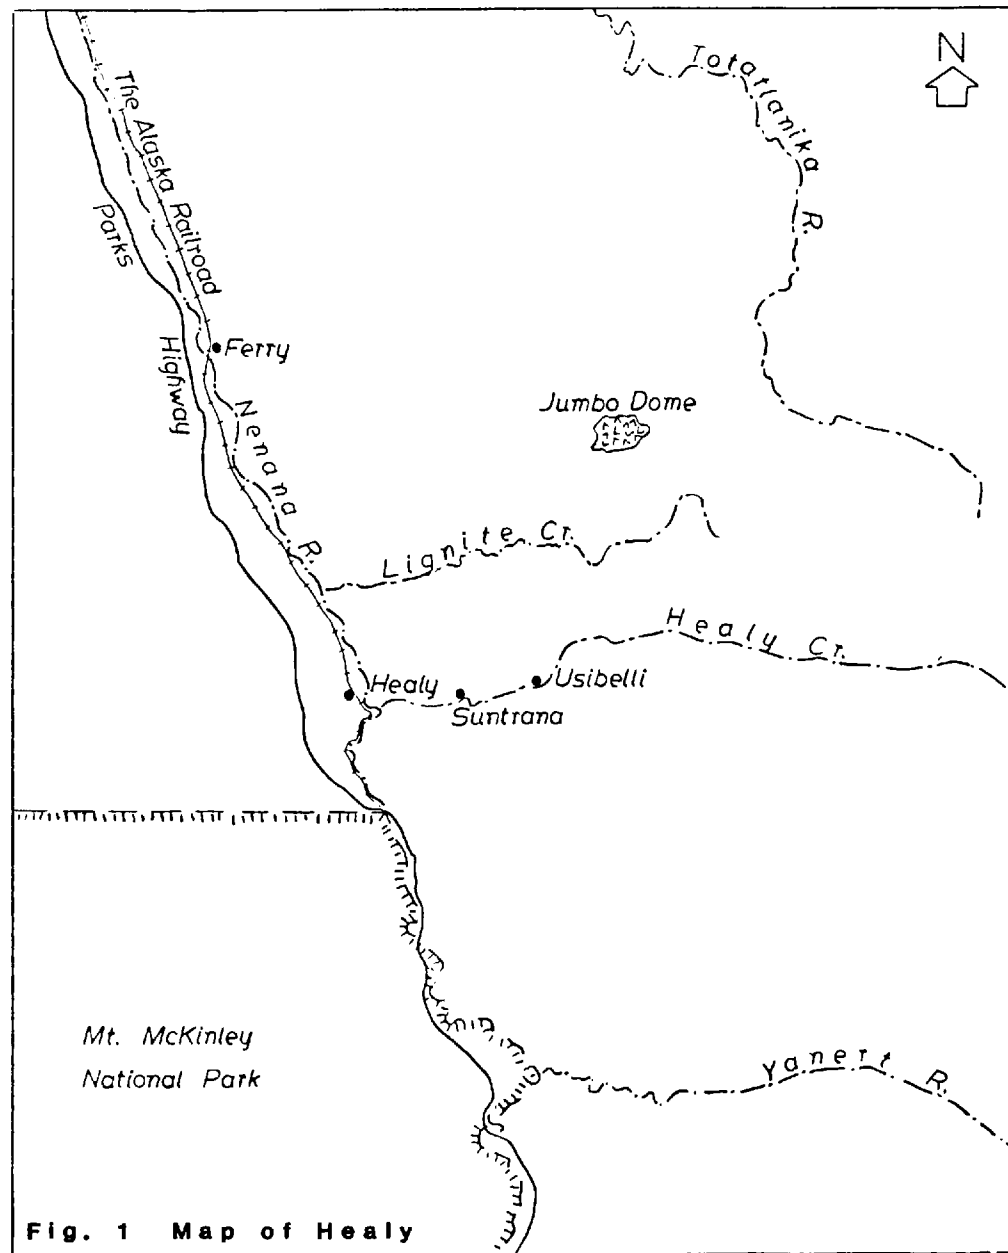 N
Totatlanika R.
The Alaska Railroad
Parks Highway
Ferry
Nenana R.
Jumbo Dome
Lignite Cr.
Healy Cr.
Healy
Suntrana
Usibelli
Mt. McKinley
National Park
Yanert R.
Fig. 1 Map of Healy